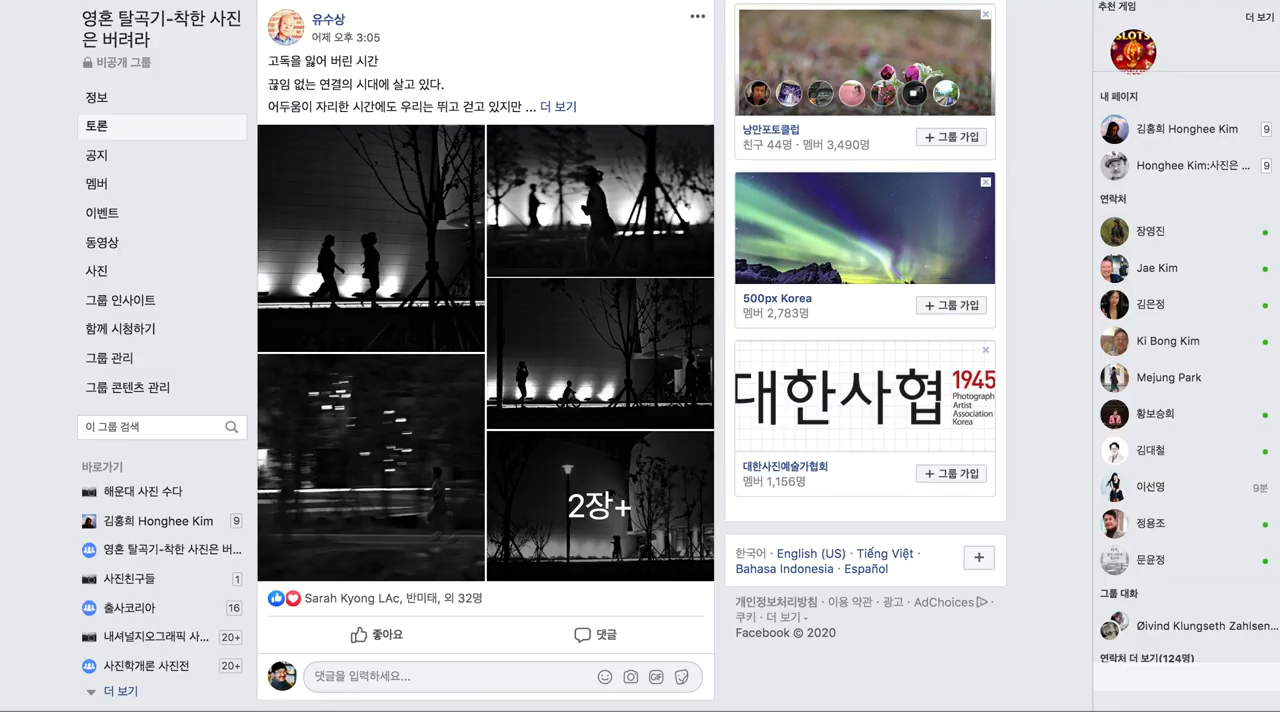 영혼 탈곡기-착한 사진
은 버려라
비공개 그룹
정보
토론
공지
멤버
이벤트
동영상
사진
그룹 인사이트
함께 시청하기
그룹 관리
그룹 콘텐츠 관리
이 그룹 검색
바로가기
해운대 사진 수다
김홍희 Honghee Kim 9
영혼 탈곡기-착한 사진은 버...
사진친구들 1
출사코리아 16
내셔널지오그래픽 사... 20+
사진학개론 사진전 20+
더 보기
유수상
어제 오후 3:05
고독을 잃어 버린 시간
끊임 없는 연결의 시대에 살고 있다.
어두움이 자리한 시간에도 우리는 뛰고 걷고 있지만 ... 더 보기
2장+
Sarah Kyong LAc, 반미태, 외 32명
좋아요
댓글
댓글을 입력하세요...
GIF
낭만포토클럽
친구 44명 · 멤버 3,490명
+ 그룹 가입
500px Korea
멤버 2,783명
+ 그룹 가입
대한사협
1945
Photograph
Artist
Association
Korea
대한사진예술가협회
멤버 1,156명
+ 그룹 가입
한국어 · English (US) · Tiếng Việt ·
Bahasa Indonesia · Español
개인정보처리방침 · 이용 약관 · 광고 · AdChoices ·
쿠키 · 더 보기
Facebook © 2020
추천 게임
더 보기
SLOTS
내 페이지
김홍희 Honghee Kim 9
Honghee Kim:사진은 ... 9
연락처
장영진
Jae Kim
김은정
Ki Bong Kim
Mejung Park
황보승희
김대철
이선영 9분
정용조
문윤정
그룹 대화
Øivind Klungseth Zahlsen...
연락처 더 보기(124명)